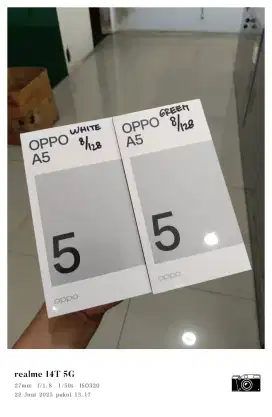 OPPO
A5
WHITE
8/128
5
oppo
OPPO
A5
GREEN
8/128
5
oppo
realme 14T 5G
27mm f/1.8 1/50s ISO320
22 Juni 2025 pukul 15.17